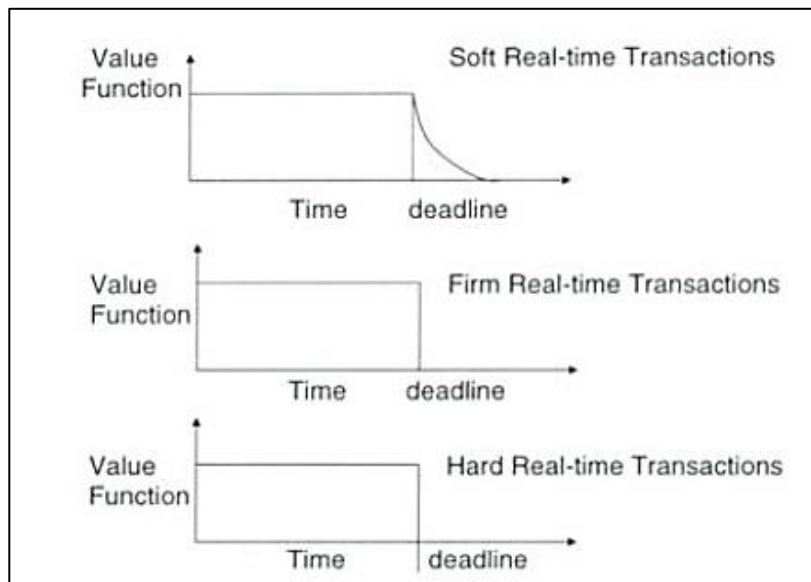 Value
Function
Soft Real-time Transactions
Time
deadline
Value
Function
Firm Real-time Transactions
Time
deadline
Value
Function
Hard Real-time Transactions
Time
deadline